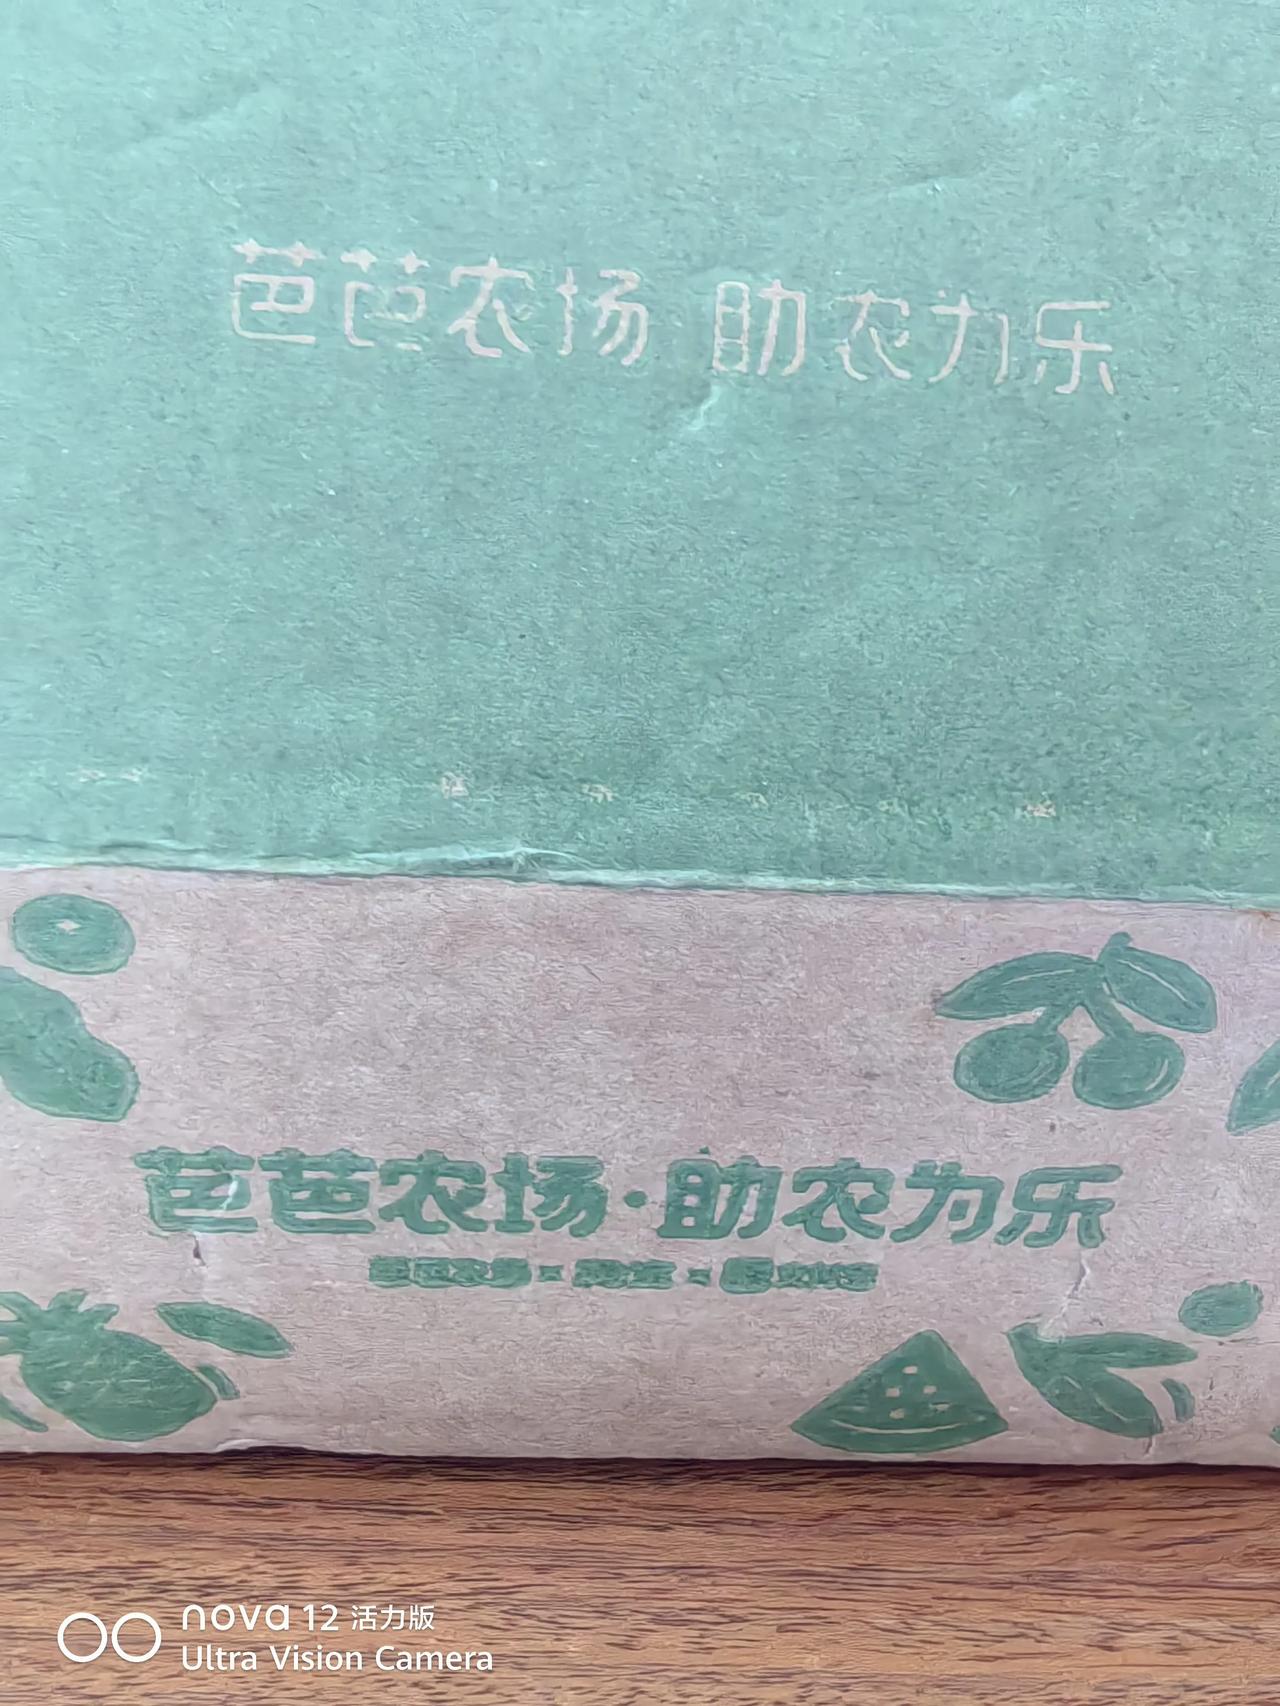 芭芭农场 助农为乐
芭芭农场·助农为乐
nova 12 活力版
Ultra Vision Camera